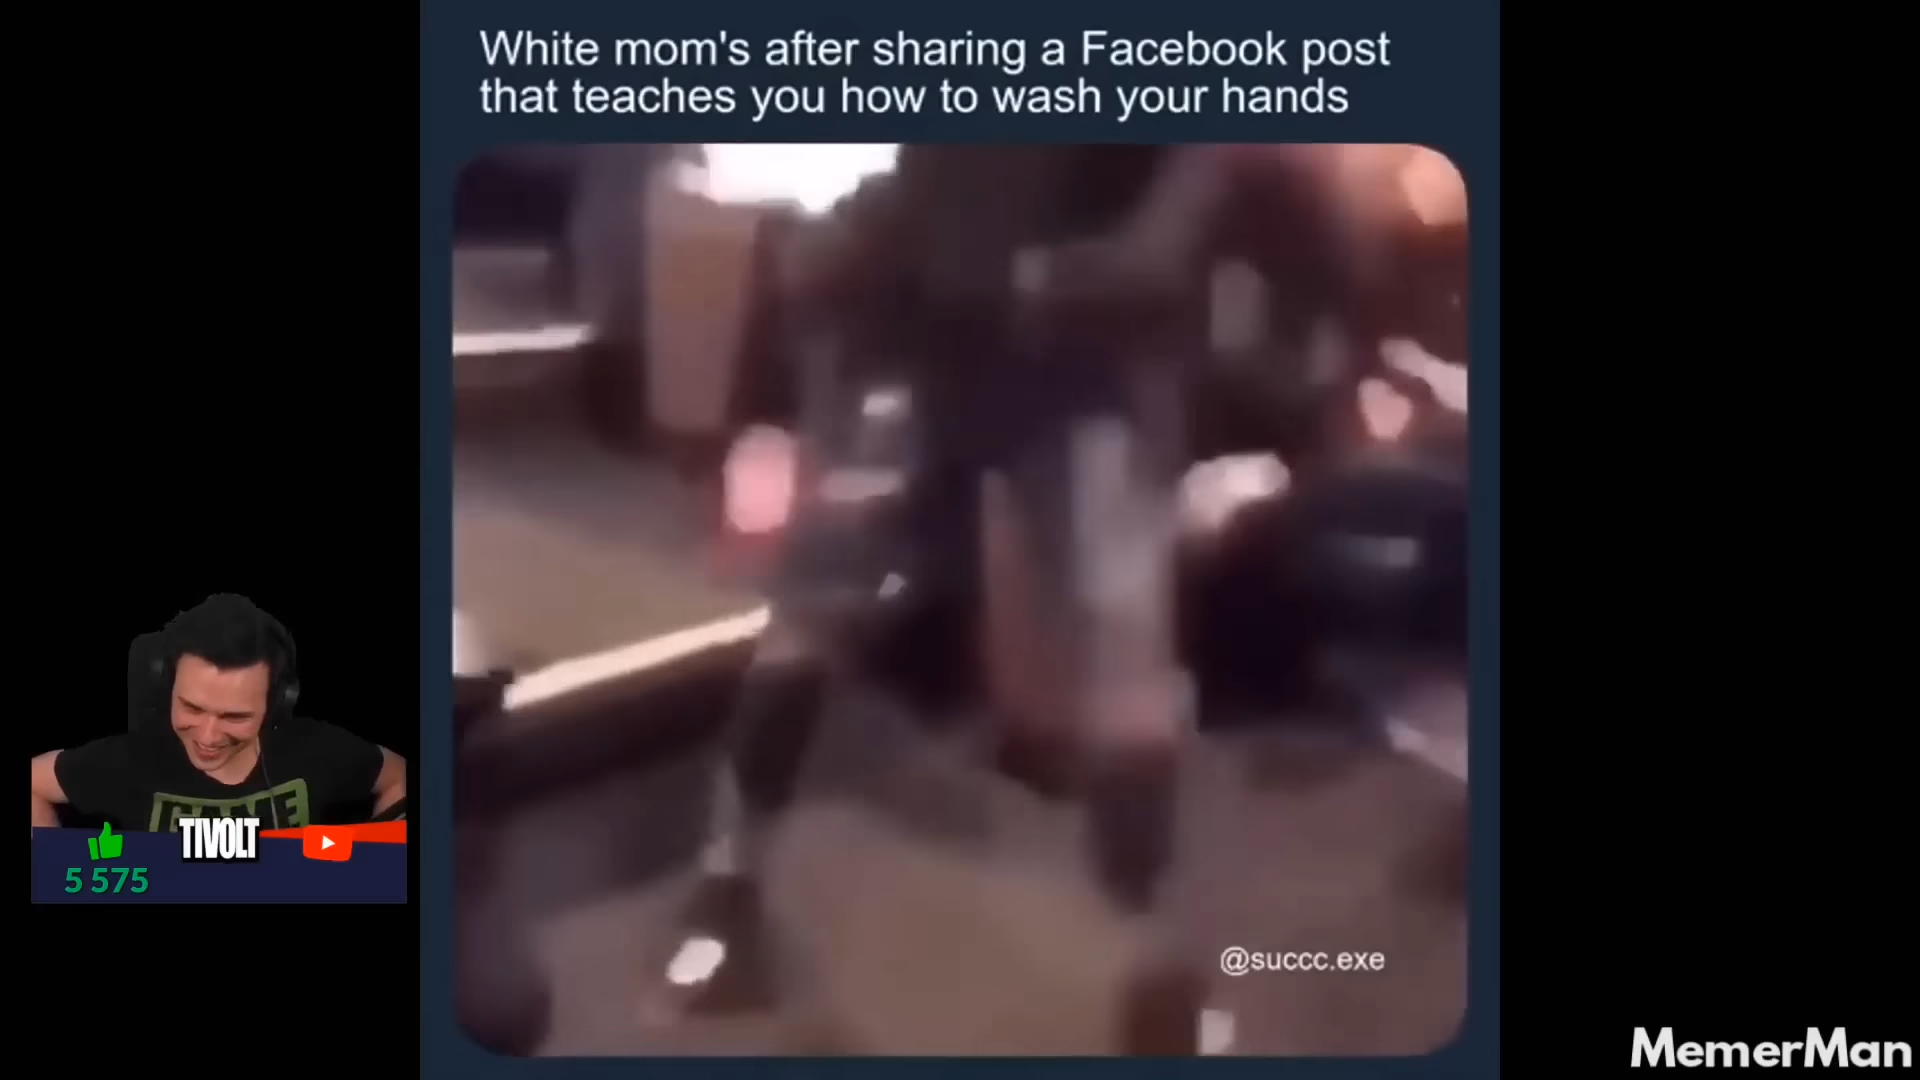 White mom's after sharing a Facebook post
that teaches you how to wash your hands
GAME
TIVOLT
5 575
@succc.exe
MemerMan